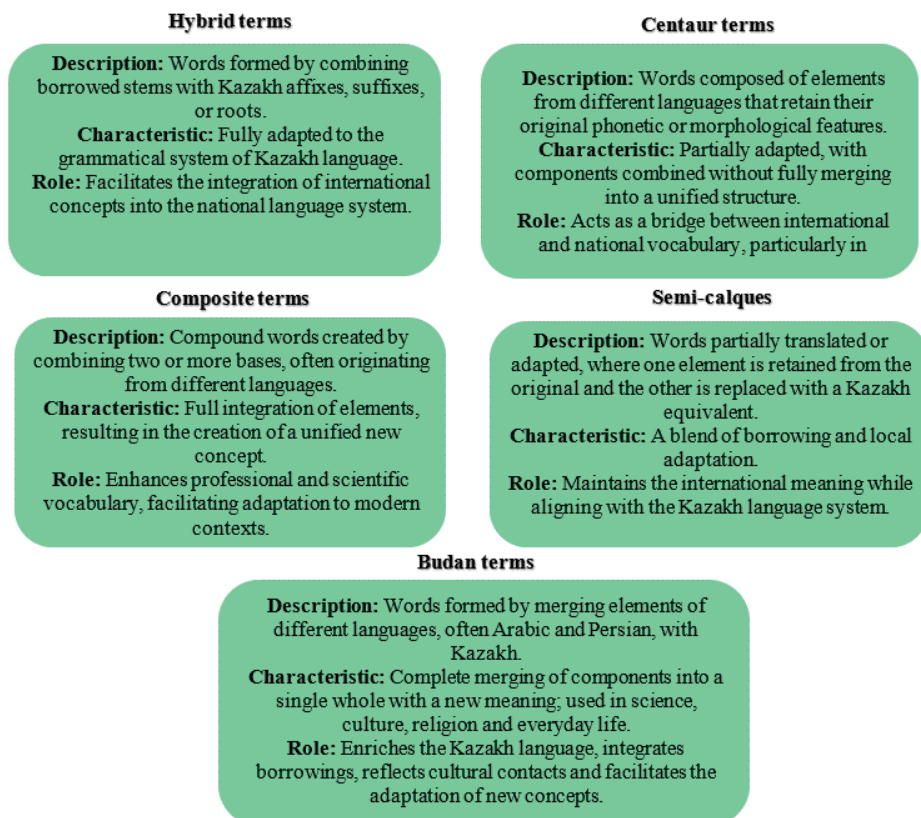 Hybrid terms
Description: Words formed by combining
borrowed stems with Kazakh affixes, suffixes,
or roots.
Characteristic: Fully adapted to the
grammatical system of Kazakh language.
Role: Facilitates the integration of international
concepts into the national language system.
Centaur terms
Description: Words composed of elements
from different languages that retain their
original phonetic or morphological features.
Characteristic: Partially adapted, with
components combined without fully merging
into a unified structure.
Role: Acts as a bridge between international
and national vocabulary, particularly in
Composite terms
Description: Compound words created by
combining two or more bases, often originating
from different languages.
Characteristic: Full integration of elements,
resulting in the creation of a unified new
concept.
Role: Enhances professional and scientific
vocabulary, facilitating adaptation to modern
contexts.
Semi-calques
Description: Words partially translated or
adapted, where one element is retained from the
original and the other is replaced with a Kazakh
equivalent.
Characteristic: A blend of borrowing and local
adaptation.
Role: Maintains the international meaning while
aligning with the Kazakh language system.
Budan terms
Description: Words formed by merging elements of
different languages, often Arabic and Persian, with
Kazakh.
Characteristic: Complete merging of components into a
single whole with a new meaning; used in science,
culture, religion and everyday life.
Role: Enriches the Kazakh language, integrates
borrowings, reflects cultural contacts and facilitates the
adaptation of new concepts.